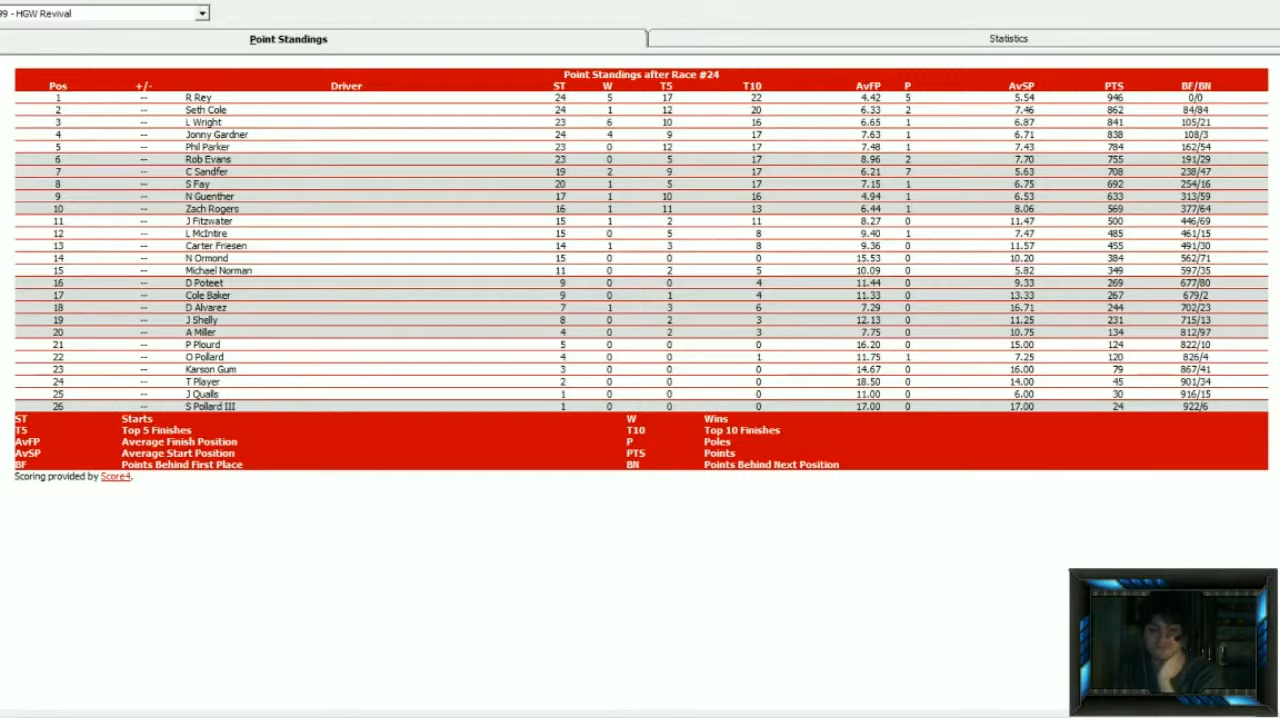 99 - HGW Revival
Point Standings Statistics
Point Standings after Race #24
Pos +/- Driver ST W T5 T10 AvFP P AvSP PTS BF/BN
1 -- R Rey 24 5 17 22 4.42 5 5.54 946 0/0
2 -- Seth Cole 24 1 12 20 6.33 2 7.46 862 84/84
3 -- L Wright 23 6 10 16 6.65 1 6.87 841 105/21
4 -- Jonny Gardner 24 4 9 17 7.63 1 6.71 838 108/3
5 -- Phil Parker 23 0 12 17 7.48 1 7.43 784 162/54
6 -- Rob Evans 23 0 5 17 8.96 2 7.70 755 191/29
7 -- C Sandfer 19 2 9 17 6.21 7 5.63 708 238/47
8 -- S Fay 20 1 5 17 7.15 1 6.75 692 254/16
9 -- N Guenther 17 1 10 16 4.94 1 6.53 633 313/59
10 -- Zach Rogers 16 1 11 13 6.44 1 8.06 569 377/64
11 -- J Fitzwater 15 1 2 11 8.27 0 11.47 500 446/69
12 -- L McIntire 15 0 5 8 9.40 1 7.47 485 461/15
13 -- Carter Friesen 14 1 3 8 9.36 0 11.57 455 491/30
14 -- N Ormond 15 0 0 0 15.53 0 10.20 384 562/71
15 -- Michael Norman 11 0 2 5 10.09 0 5.82 349 597/35
16 -- D Poteet 9 0 0 4 11.44 0 9.33 269 677/80
17 -- Cole Baker 9 0 1 4 11.33 0 13.33 267 679/2
18 -- D Alvarez 7 1 3 6 7.29 0 16.71 244 702/23
19 -- J Shelly 8 0 2 3 12.13 0 11.25 231 715/13
20 -- A Miller 4 0 2 3 7.75 0 10.75 134 812/97
21 -- P Plourd 5 0 0 0 16.20 0 15.00 124 822/10
22 -- O Pollard 4 0 0 1 11.75 1 7.25 120 826/4
23 -- Karson Gum 3 0 0 0 14.67 0 16.00 79 867/41
24 -- T Player 2 0 0 0 18.50 0 14.00 45 901/34
25 -- J Qualls 1 0 0 0 11.00 0 6.00 30 916/15
26 -- S Pollard III 1 0 0 0 17.00 0 17.00 24 922/6
ST Starts W Wins
T5 Top 5 Finishes T10 Top 10 Finishes
AvFP Average Finish Position P Poles
AvSP Average Start Position PTS Points
BF Points Behind First Place BN Points Behind Next Position
Scoring provided by Score4.